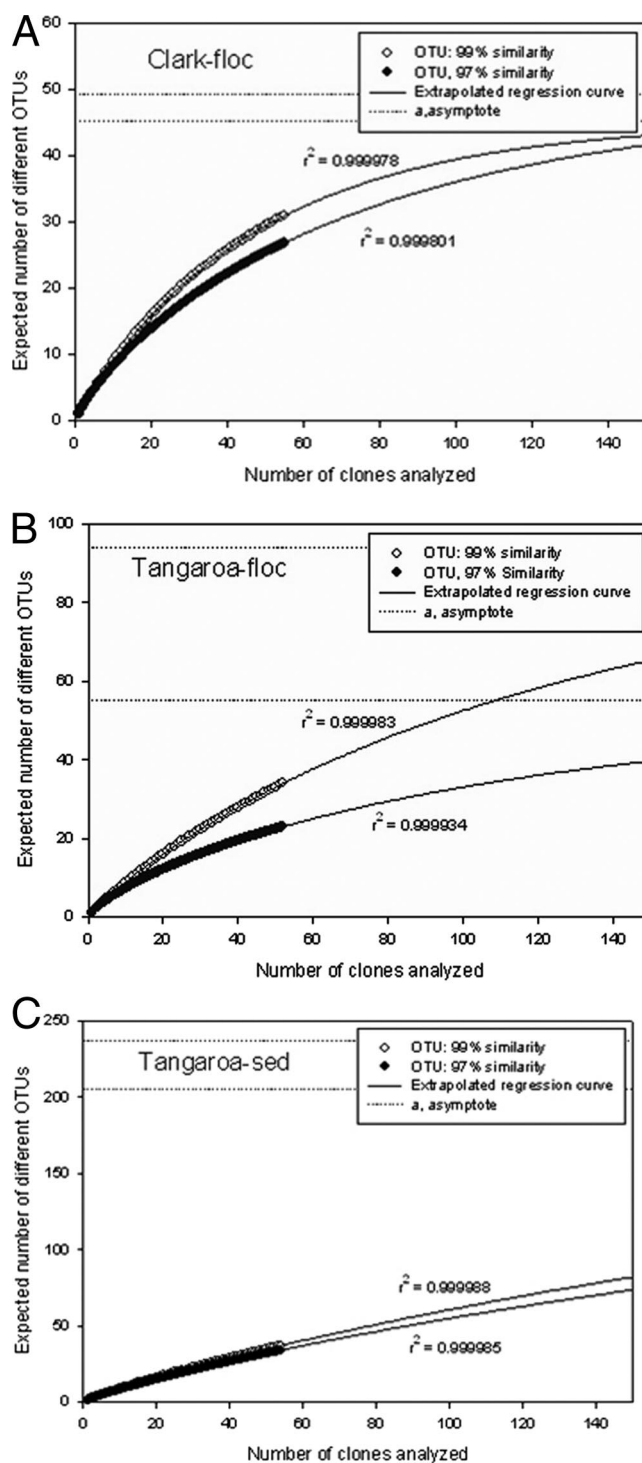 A
Clark-floc
OTU: 99% similarity
OTU, 97% similarity
Extrapolated regression curve
a,asymptote
r² = 0.999978
r² = 0.999801
Expected number of different OTUs
60
50
40
30
20
10
0
0 20 40 60 80 100 120 140
Number of clones analyzed
B
Tangaroa-floc
OTU: 99% similarity
OTU, 97% Similarity
Extrapolated regression curve
a, asymptote
r² = 0.999983
r² = 0.999934
Expected number of different OTUs
100
80
60
40
20
0
0 20 40 60 80 100 120 140
Number of clones analyzed
C
Tangaroa-sed
OTU: 99% similarity
OTU: 97% similarity
Extrapolated regression curve
a, asymptote
r² = 0.999988
r² = 0.999985
Expected number of different OTUs
250
200
150
100
50
0
0 20 40 60 80 100 120 140
Number of clones analyzed